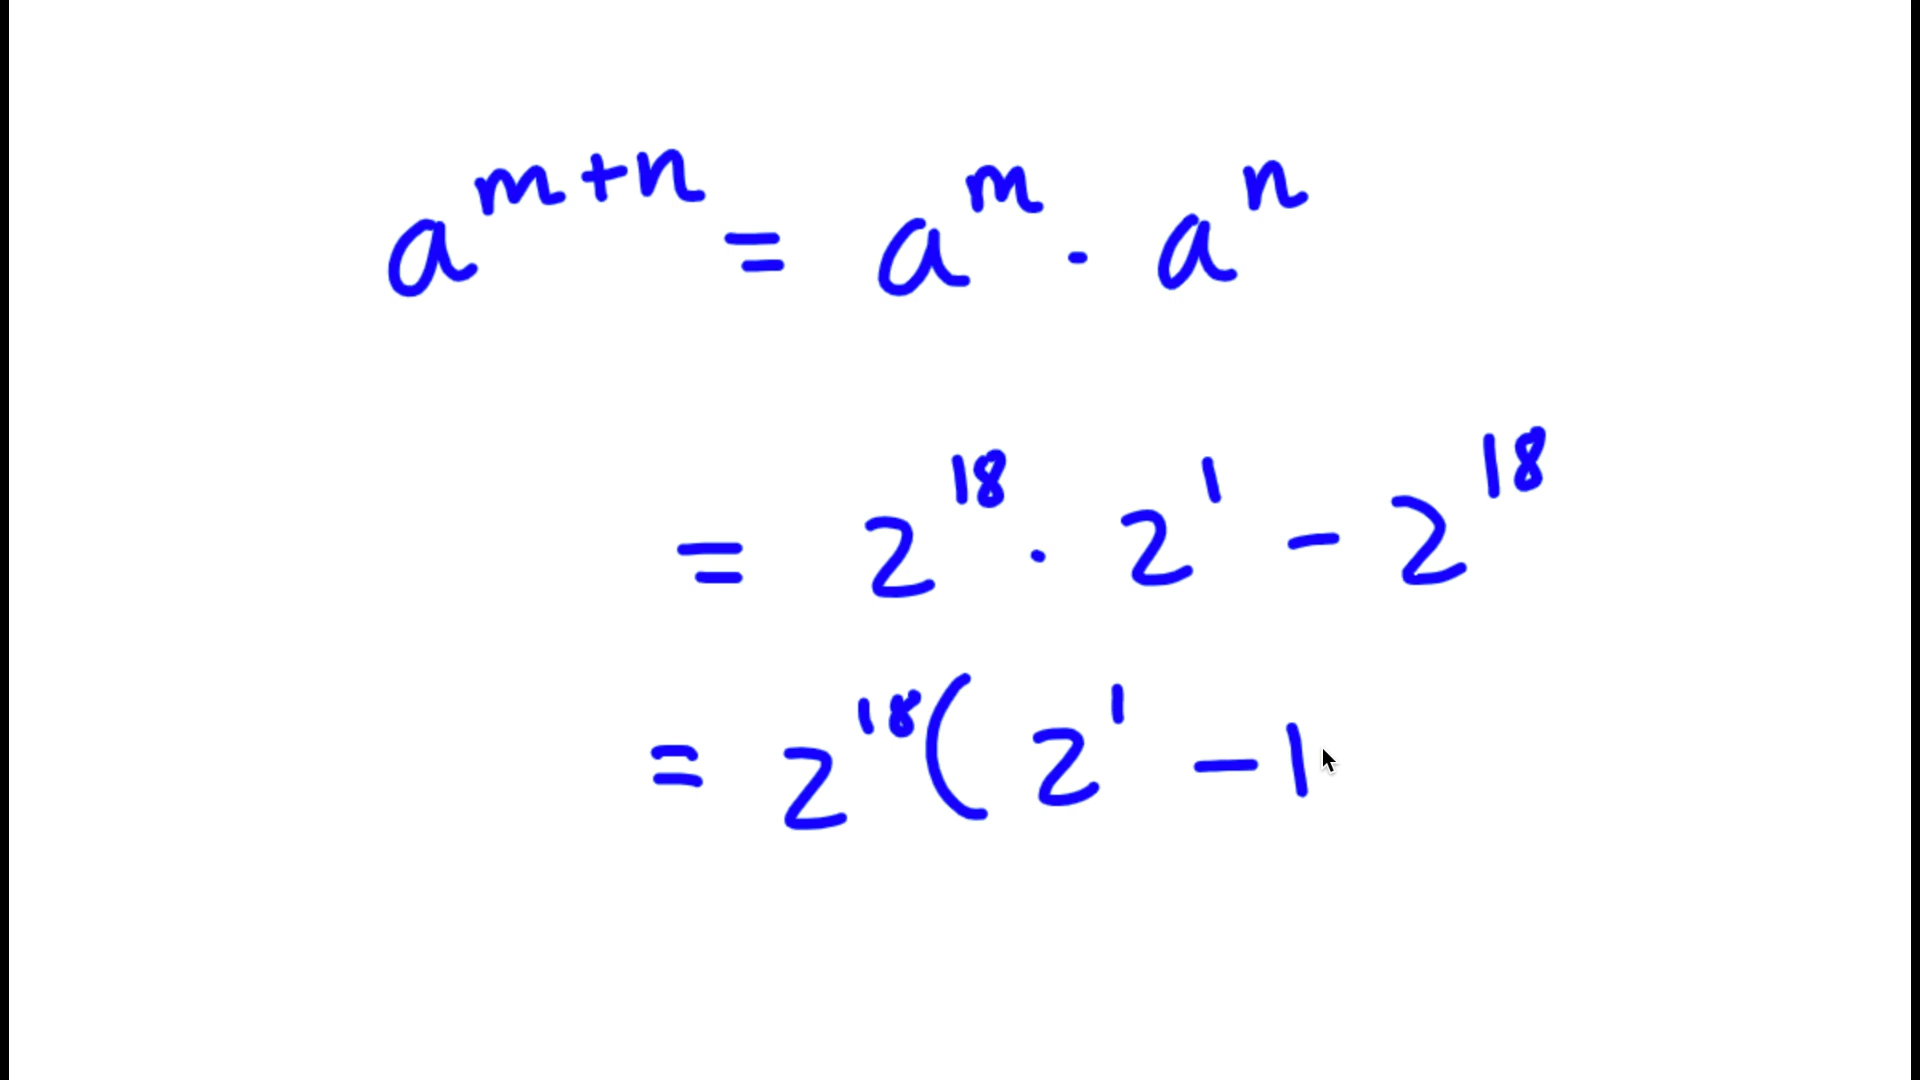 a^{m+n} = a^m · a^n
= 2^{18} · 2^1 - 2^{18}
= 2^{18} ( 2^1 - 1